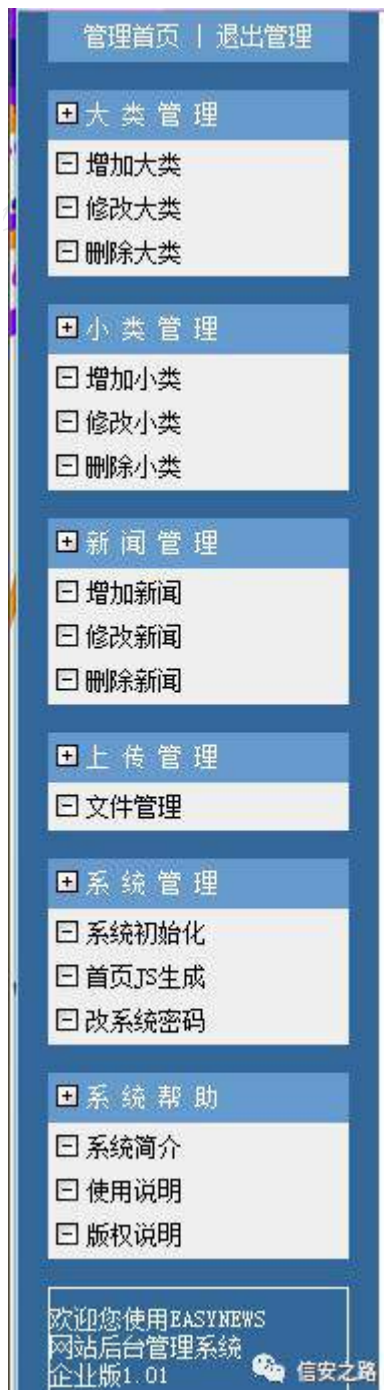 管理首页 | 退出管理
大类管理
增加大类
修改大类
删除大类
小类管理
增加小类
修改小类
删除小类
新闻管理
增加新闻
修改新闻
删除新闻
上传管理
文件管理
系统管理
系统初始化
首页JS生成
改系统密码
系统帮助
系统简介
使用说明
版权说明
欢迎您使用EASYNEWS
网站后台管理系统
企业版1.01
信安之路